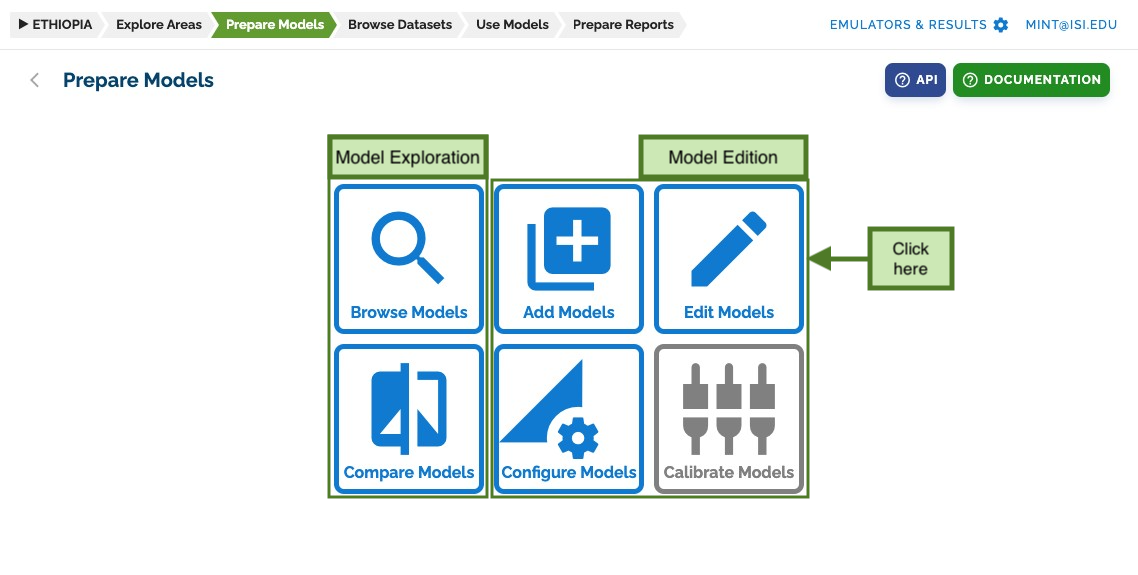 ETHIOPIA Explore Areas Prepare Models Browse Datasets Use Models Prepare Reports EMULATORS & RESULTS MINT@ISI.EDU
Prepare Models API DOCUMENTATION
Model Exploration Model Edition
Click
here
Browse Models Add Models Edit Models
Compare Models Configure Models Calibrate Models